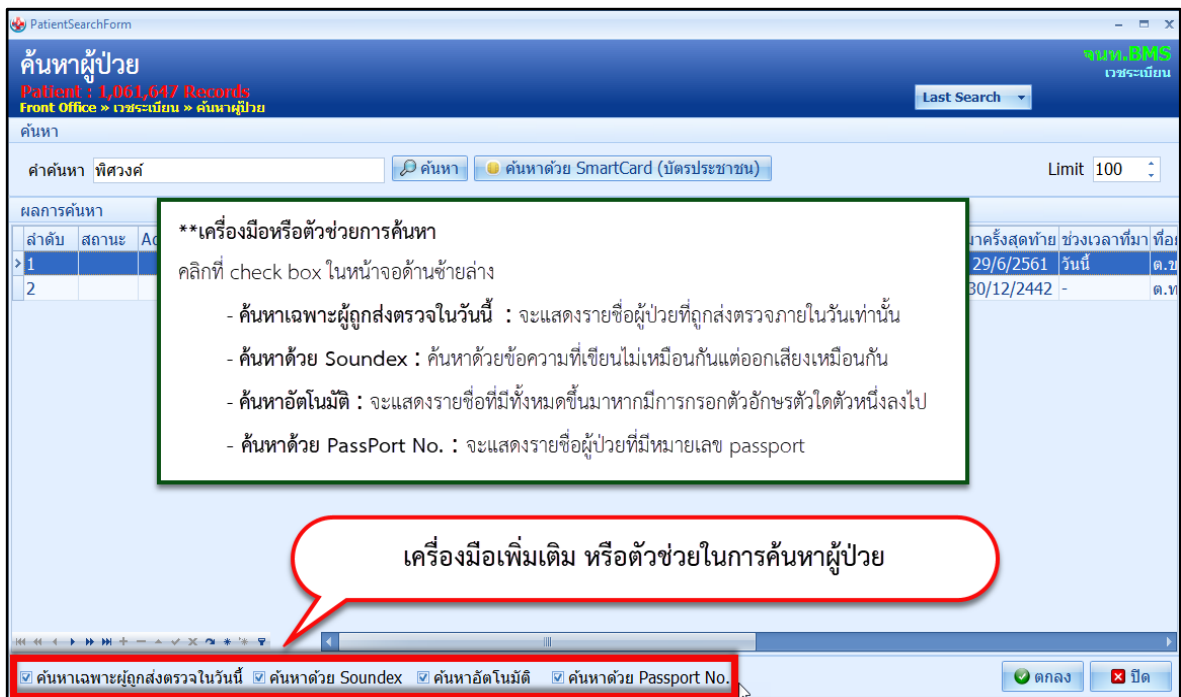 PatientSearchForm
ค้นหาผู้ป่วย
จนท.BMS
เวชระเบียน
Patient : 1,061,647 Records
Front Office » เวชระเบียน » ค้นหาผู้ป่วย
Last Search
ค้นหา
คำค้นหา พิศวงค์ ค้นหา ค้นหาด้วย SmartCard (บัตรประชาชน) Limit 100
ผลการค้นหา
ลำดับ สถานะ มาครั้งสุดท้าย ช่วงเวลาที่มา
1 29/6/2561 วันนี้
2 30/12/2442 -
**เครื่องมือหรือตัวช่วยการค้นหา
คลิกที่ check box ในหน้าจอด้านซ้ายล่าง
- ค้นหาเฉพาะผู้ถูกส่งตรวจในวันนี้ : จะแสดงรายชื่อผู้ป่วยที่ถูกส่งตรวจภายในวันเท่านั้น
- ค้นหาด้วย Soundex : ค้นหาด้วยข้อความที่เขียนไม่เหมือนกันแต่ออกเสียงเหมือนกัน
- ค้นหาอัตโนมัติ : จะแสดงรายชื่อที่มีทั้งหมดขึ้นมาหากมีการกรอกตัวอักษรตัวใดตัวหนึ่งลงไป
- ค้นหาด้วย PassPort No. : จะแสดงรายชื่อผู้ป่วยที่มีหมายเลข passport
เครื่องมือเพิ่มเติม หรือตัวช่วยในการค้นหาผู้ป่วย
ค้นหาเฉพาะผู้ถูกส่งตรวจในวันนี้ ค้นหาด้วย Soundex ค้นหาอัตโนมัติ ค้นหาด้วย Passport No. ตกลง ปิด